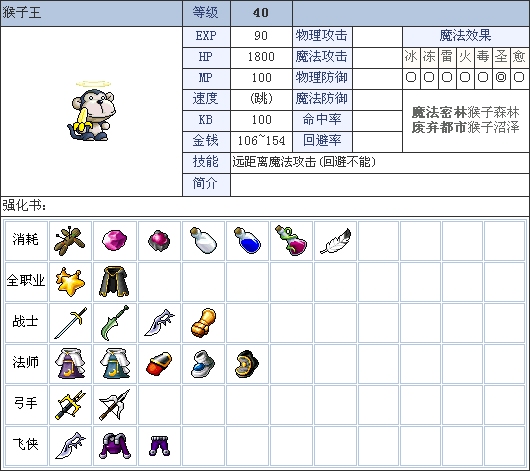 猴子王 等级 40
EXP 90 物理攻击 魔法效果
HP 1800 魔法攻击 冰 冻 雷 火 毒 圣 愈
MP 100 物理防御 ○ ○ ○ ○ ○ ◎ ○
速度 (跳) 魔法防御
KB 100 命中率
金钱 106~154 回避率
魔法密林猴子森林
废弃都市猴子沼泽
技能 远距离魔法攻击(回避不能)
简介
强化书:
消耗
全职业
战士
法师
弓手
飞侠